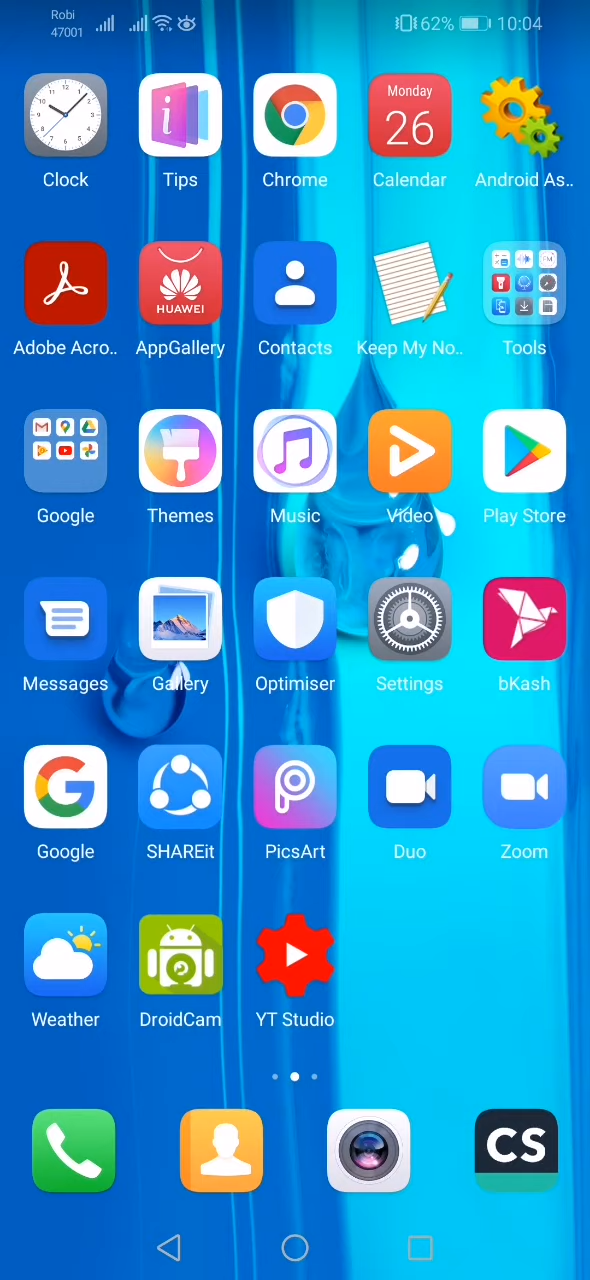 Robi
47001
62%
10:04
Monday
26
Clock
Tips
Chrome
Calendar
Android As..
HUAWEI
Adobe Acro..
AppGallery
Contacts
Keep My No..
Tools
Google
Themes
Music
Video
Play Store
Messages
Gallery
Optimiser
Settings
bKash
Google
SHAREit
PicsArt
Duo
Zoom
Weather
DroidCam
YT Studio
CS